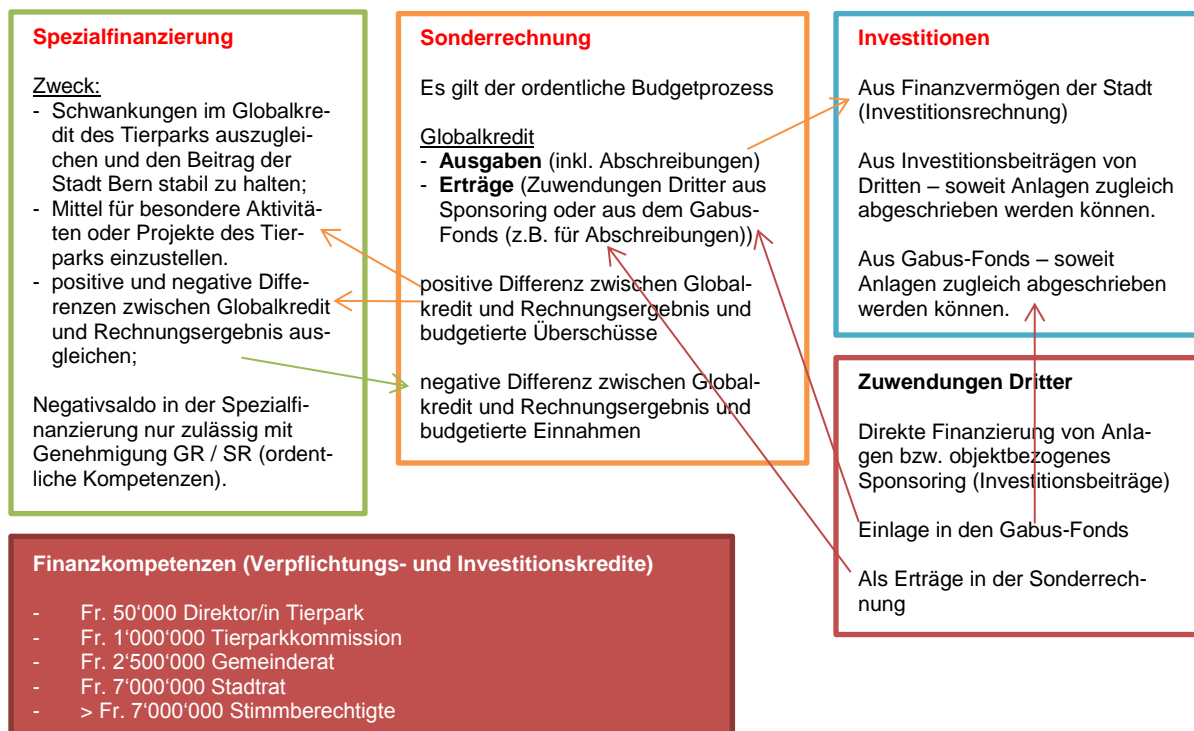 Spezialfinanzierung
Zweck:
- Schwankungen im Globalkre-
dit des Tierparks auszuglei-
chen und den Beitrag der
Stadt Bern stabil zu halten;
- Mittel für besondere Aktivitä-
ten oder Projekte des Tier-
parks einzustellen.
- positive und negative Diffe-
renzen zwischen Globalkredit
und Rechnungsergebnis aus-
gleichen;
Negativsaldo in der Spezialfi-
nanzierung nur zulässig mit
Genehmigung GR / SR (ordent-
liche Kompetenzen).
Sonderrechnung
Es gilt der ordentliche Budgetprozess
Globalkredit
- Ausgaben (inkl. Abschreibungen)
- Erträge (Zuwendungen Dritter aus
Sponsoring oder aus dem Gabus-
Fonds (z.B. für Abschreibungen))
positive Differenz zwischen Global-
kredit und Rechnungsergebnis und
budgetierte Überschüsse
negative Differenz zwischen Global-
kredit und Rechnungsergebnis und
budgetierte Einnahmen
Investitionen
Aus Finanzvermögen der Stadt
(Investitionsrechnung)
Aus Investitionsbeiträgen von
Dritten – soweit Anlagen zugleich
abgeschrieben werden können.
Aus Gabus-Fonds – soweit
Anlagen zugleich abgeschrieben
werden können.
Zuwendungen Dritter
Direkte Finanzierung von Anla-
gen bzw. objektbezogenes
Sponsoring (Investitionsbeiträge)
Einlage in den Gabus-Fonds
Als Erträge in der Sonderrech-
nung
Finanzkompetenzen (Verpflichtungs- und Investitionskredite)
- Fr. 50‘000 Direktor/in Tierpark
- Fr. 1‘000‘000 Tierparkkommission
- Fr. 2‘500‘000 Gemeinderat
- Fr. 7‘000‘000 Stadtrat
- > Fr. 7‘000‘000 Stimmberechtigte